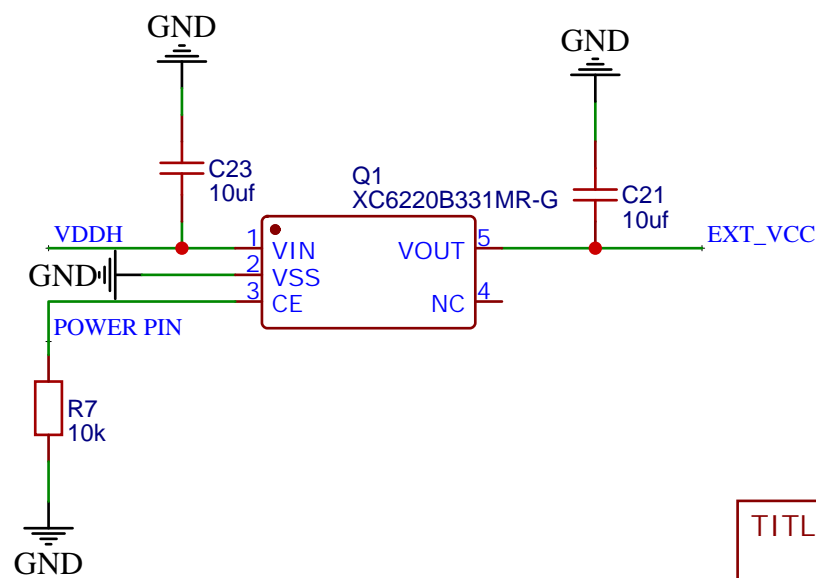 GND
GND
C23
10uf
Q1
XC6220B331MR-G
C21
10uf
VDDH
1
VIN
VOUT
5
EXT_VCC
GND
2
VSS
3
CE
NC
4
POWER PIN
R7
10k
GND
TITL